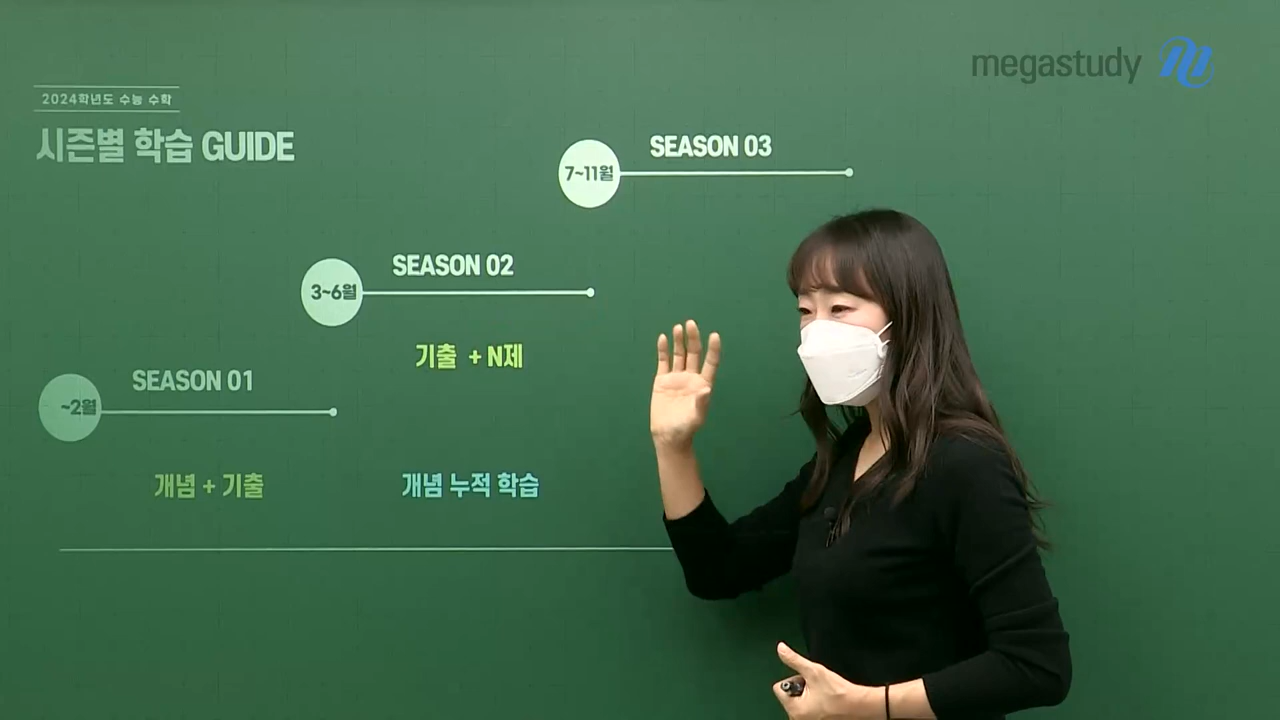 megastudy
2024학년도 수능 수학
시즌별 학습 GUIDE
SEASON 03
7~11월
SEASON 02
3~6월
기출 + N제
SEASON 01
~2월
개념 + 기출
개념 누적 학습